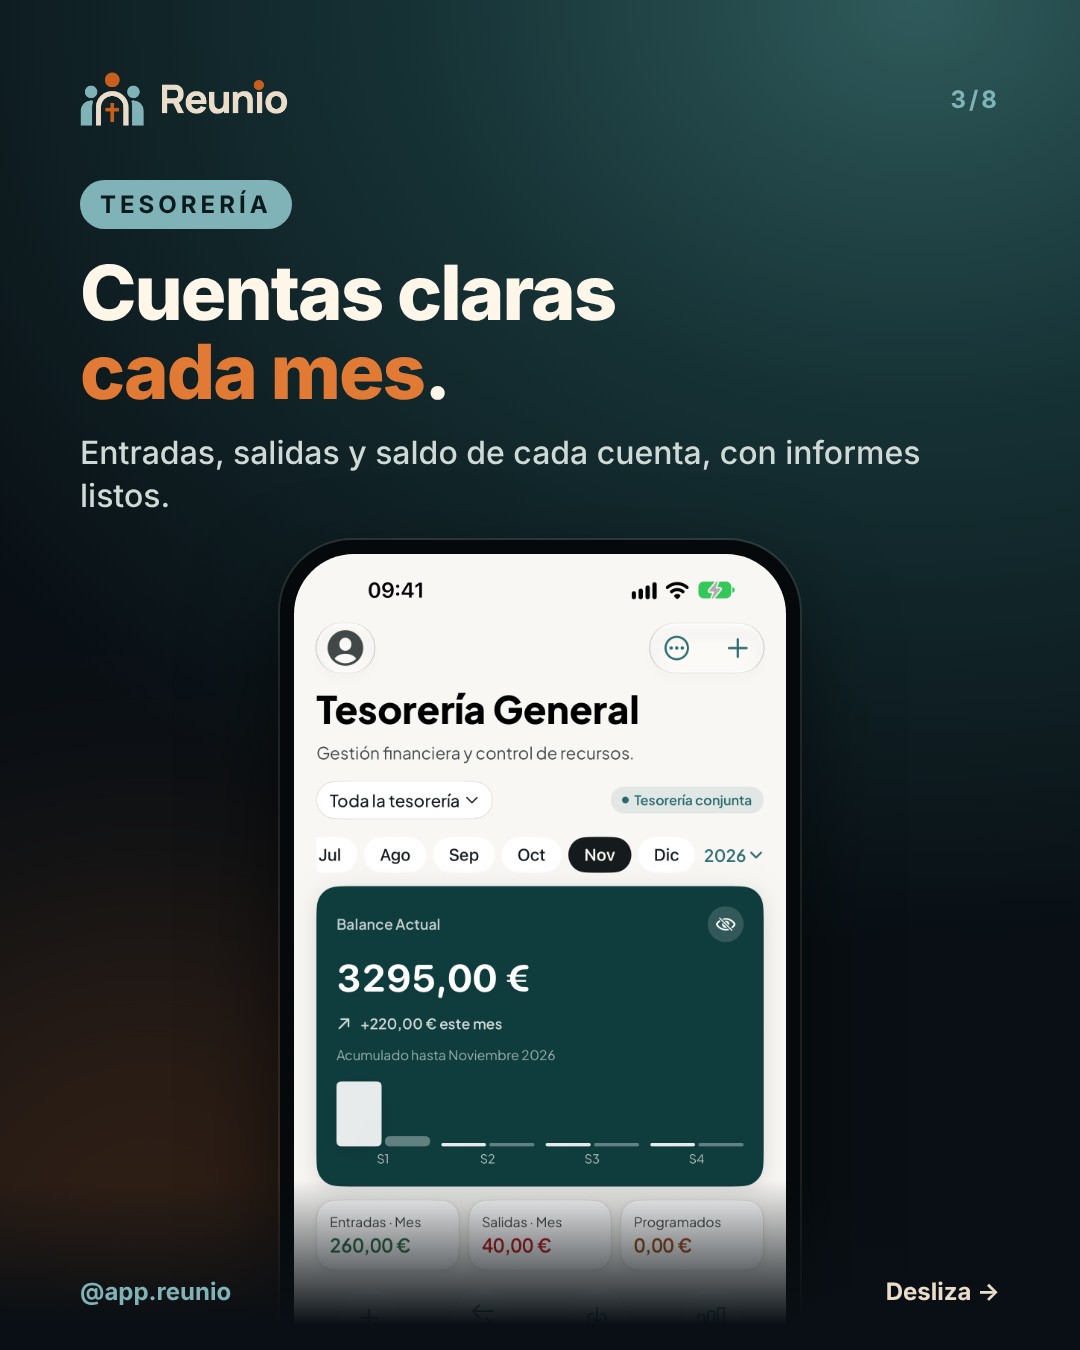 Reunio
3/8
TESORERÍA
Cuentas claras
cada mes.
Entradas, salidas y saldo de cada cuenta, con informes
listos.
09:41
Tesorería General
Gestión financiera y control de recursos.
Toda la tesorería
Tesorería conjunta
Jul Ago Sep Oct Nov Dic 2026
Balance Actual
3295,00 €
+220,00 € este mes
Acumulado hasta Noviembre 2026
S1 S2 S3 S4
Entradas · Mes Salidas · Mes Programados
260,00 € 40,00 € 0,00 €
@app.reunio
Desliza →